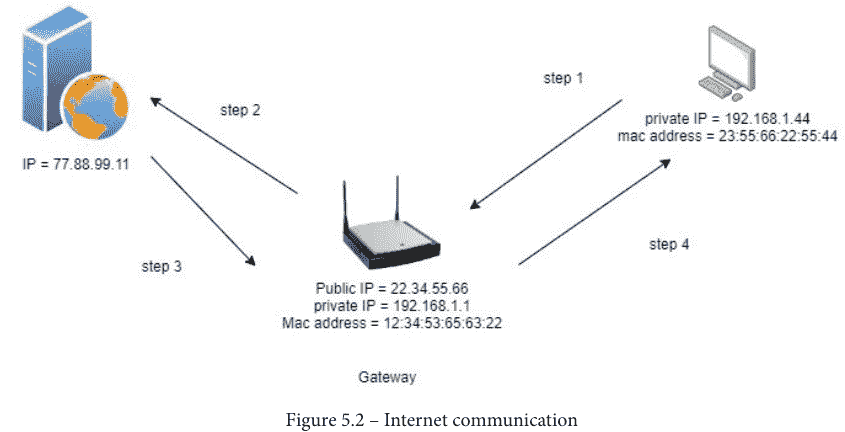 step 1
step 2
private IP = 192.168.1.44
mac address = 23:55:66:22:55:44
IP = 77.88.99.11
step 3
step 4
Public IP = 22.34.55.66
private IP = 192.168.1.1
Mac address = 12:34:53:65:63:22
Gateway
Figure 5.2 – Internet communication